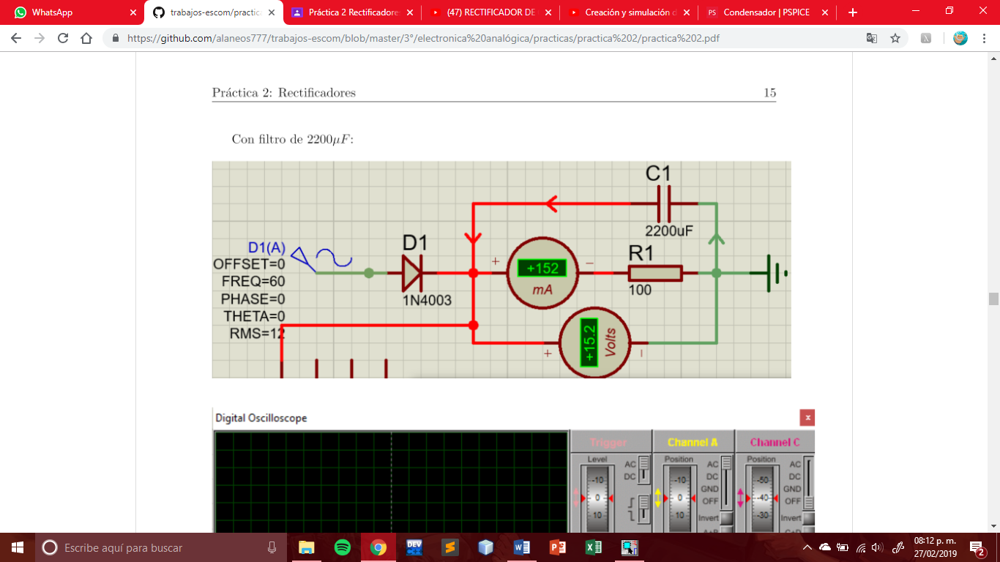 WhatsApp
trabajos-escom/practica
Práctica 2 Rectificadore
(47) RECTIFICADOR DE
Creación y simulación d
PS Condensador | PSPICE
https://github.com/alaneos777/trabajos-escom/blob/master/3°/electronica%20analógica/practicas/practica%202/practica%202.pdf
Práctica 2: Rectificadores 15
Con filtro de 2200μF:
C1
2200uF
D1(A)
OFFSET=0
FREQ=60
PHASE=0
THETA=0
RMS=12
D1
1N4003
+ −
+152
mA
R1
100
+15.2
Volts
+ −
Digital Oscilloscope
x
Trigger
Level
AC
DC
-10
0
10
Channel A
Position
AC
DC
GND
OFF
Invert
A+B
-10
0
10
Channel C
Position
AC
DC
GND
OFF
Invert
C+D
-50
-40
-30
Escribe aquí para buscar
DEV
08:12 p. m.
27/02/2019
2